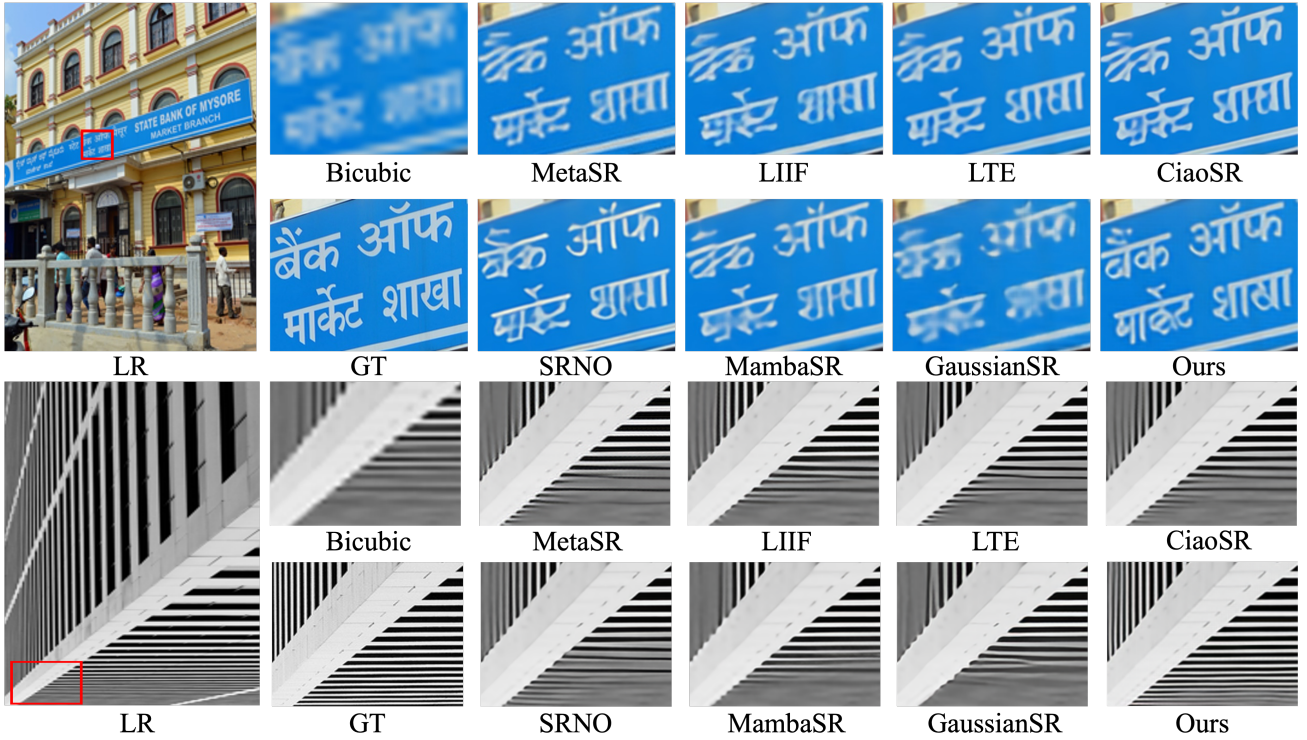 STATE BANK OF MYSORE
MARKET BRANCH
Bicubic MetaSR LIIF LTE CiaoSR
बैंक ऑफ
मार्केट शाखा
LR GT SRNO MambaSR GaussianSR Ours
Bicubic MetaSR LIIF LTE CiaoSR
LR GT SRNO MambaSR GaussianSR Ours